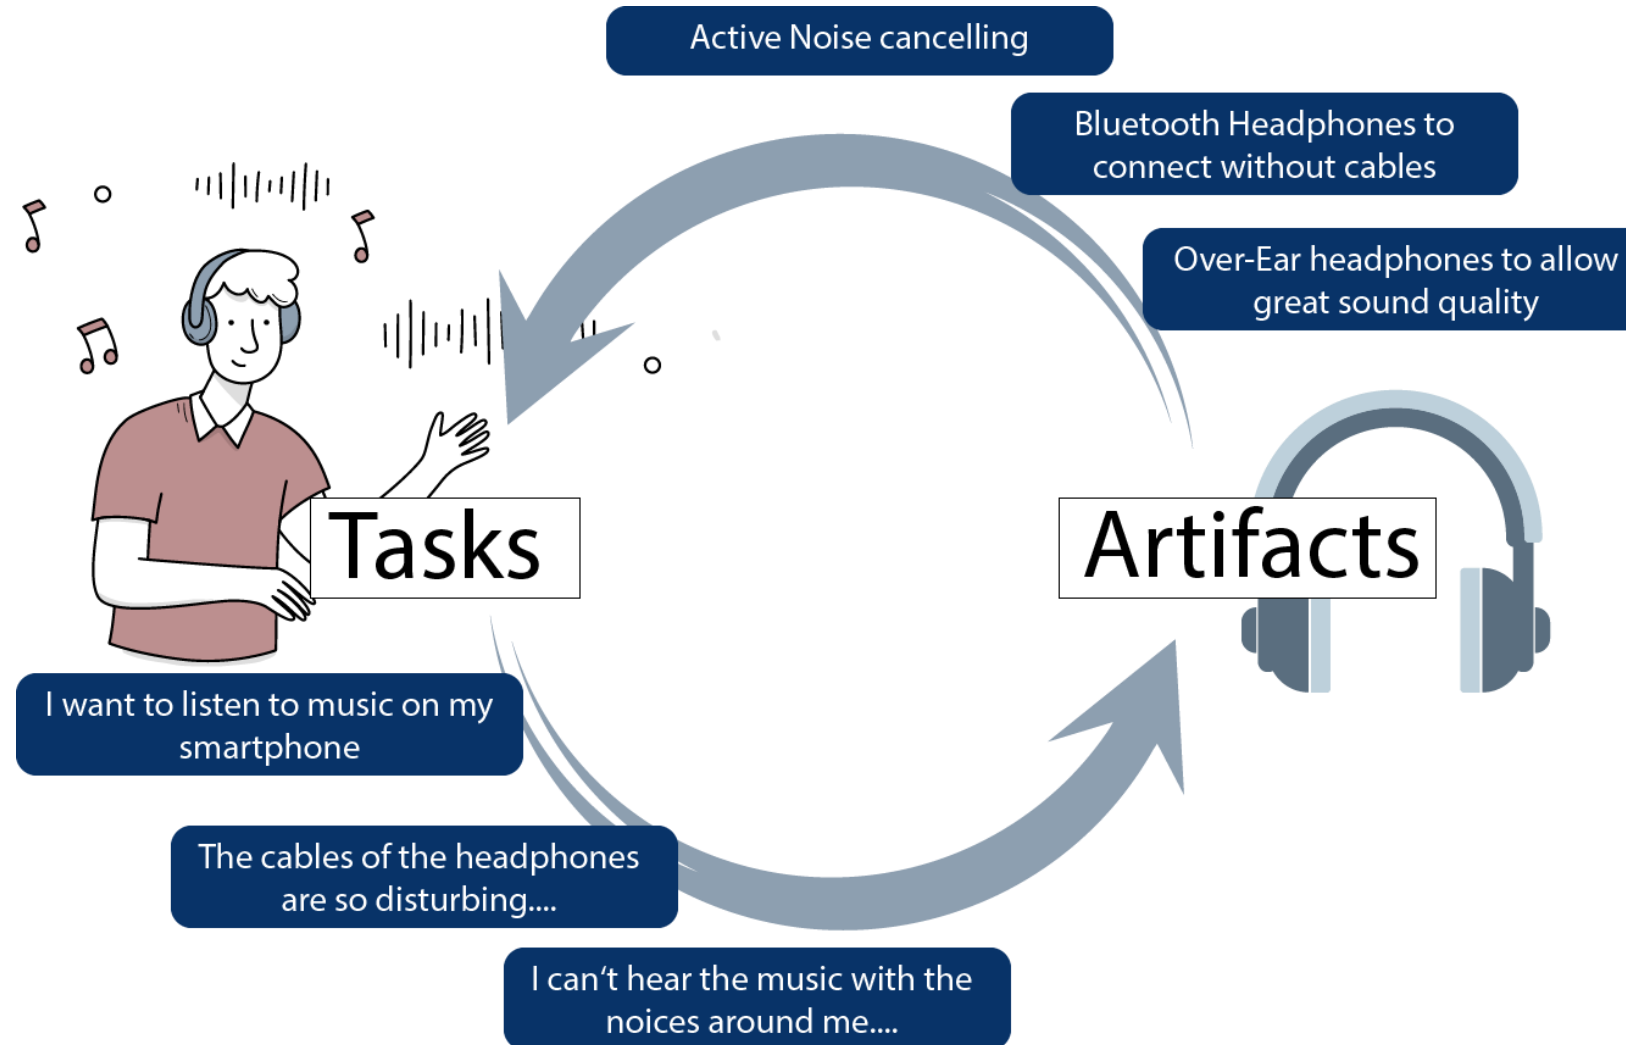 Active Noise cancelling
Bluetooth Headphones to
connect without cables
Over-Ear headphones to allow
great sound quality
Tasks
Artifacts
I want to listen to music on my
smartphone
The cables of the headphones
are so disturbing....
I can‘t hear the music with the
noices around me....